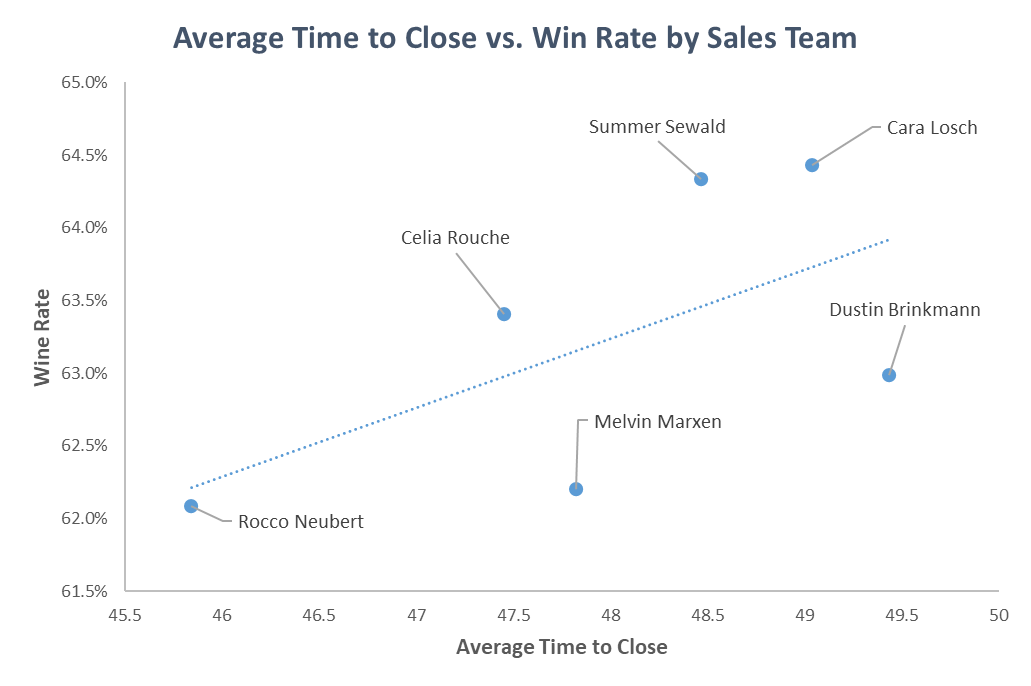 Average Time to Close vs. Win Rate by Sales Team
65.0%
64.5%
64.0%
63.5%
63.0%
62.5%
62.0%
61.5%
Wine Rate
Summer Sewald
Cara Losch
Celia Rouche
Dustin Brinkmann
Melvin Marxen
Rocco Neubert
45.5 46 46.5 47 47.5 48 48.5 49 49.5 50
Average Time to Close